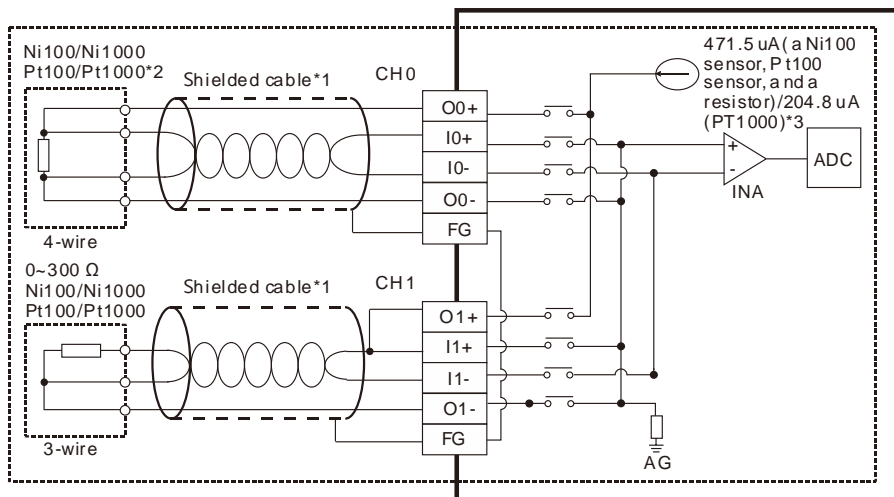 Ni100/Ni1000
Pt100/Pt1000*2
Shielded cable*1
CH0
471.5 uA( a Ni100
sensor, Pt100
sensor, and a
resistor)/204.8 uA
(PT1000)*3
O0+
I0+
I0-
O0-
FG
+
-
INA
ADC
4-wire
0~300 Ω
Ni100/Ni1000
Pt100/Pt1000
Shielded cable*1
CH1
O1+
I1+
I1-
O1-
FG
AG
3-wire